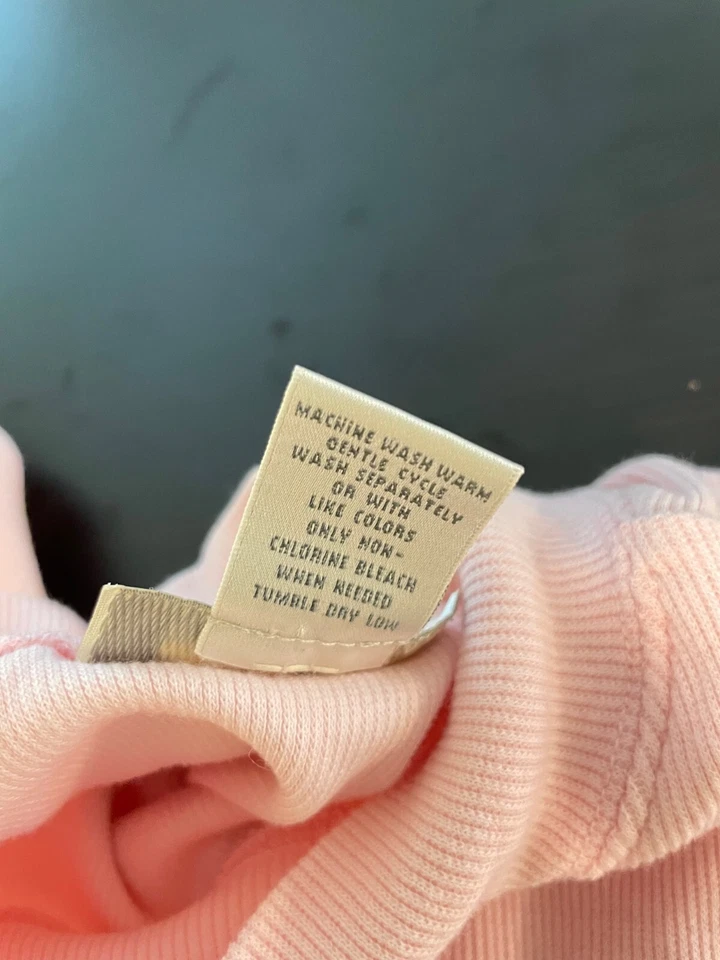 MACHINE WASH WARM
GENTLE CYCLE
WASH SEPARATELY
OR WITH
LIKE COLORS
ONLY NON-
CHLORINE BLEACH
WHEN NEEDED
TUMBLE DRY LOW